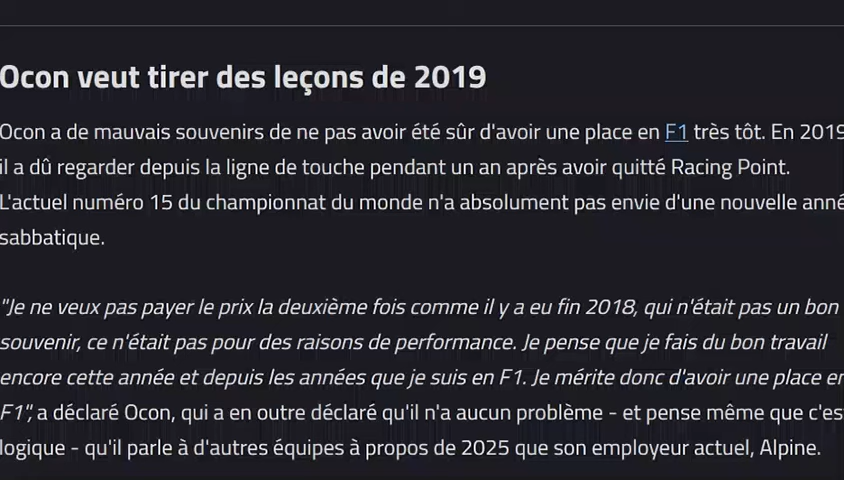 Ocon veut tirer des leçons de 2019
Ocon a de mauvais souvenirs de ne pas avoir été sûr d'avoir une place en F1 très tôt. En 2019
il a dû regarder depuis la ligne de touche pendant un an après avoir quitté Racing Point.
L'actuel numéro 15 du championnat du monde n'a absolument pas envie d'une nouvelle anné
sabbatique.
"Je ne veux pas payer le prix la deuxième fois comme il y a eu fin 2018, qui n'était pas un bon
souvenir, ce n'était pas pour des raisons de performance. Je pense que je fais du bon travail
encore cette année et depuis les années que je suis en F1. Je mérite donc d'avoir une place en
F1", a déclaré Ocon, qui a en outre déclaré qu'il n'a aucun problème - et pense même que c'es
logique - qu'il parle à d'autres équipes à propos de 2025 que son employeur actuel, Alpine.